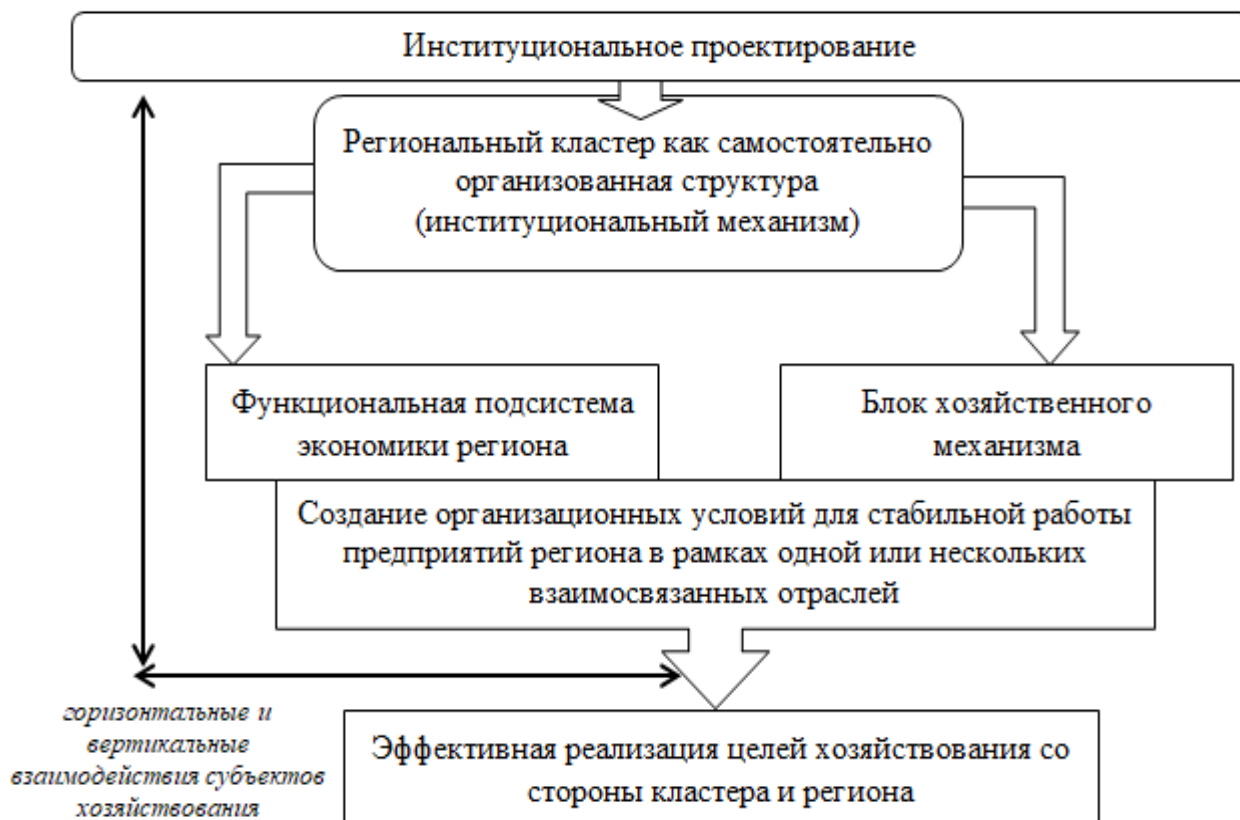 Институциональное проектирование
Региональный кластер как самостоятельно
организованная структура
(институциональный механизм)
Функциональная подсистема
экономики региона
Блок хозяйственного
механизма
Создание организационных условий для стабильной работы
предприятий региона в рамках одной или нескольких
взаимосвязанных отраслей
горизонтальные и
вертикальные
взаимодействия субъектов
хозяйствования
Эффективная реализация целей хозяйствования со
стороны кластера и региона